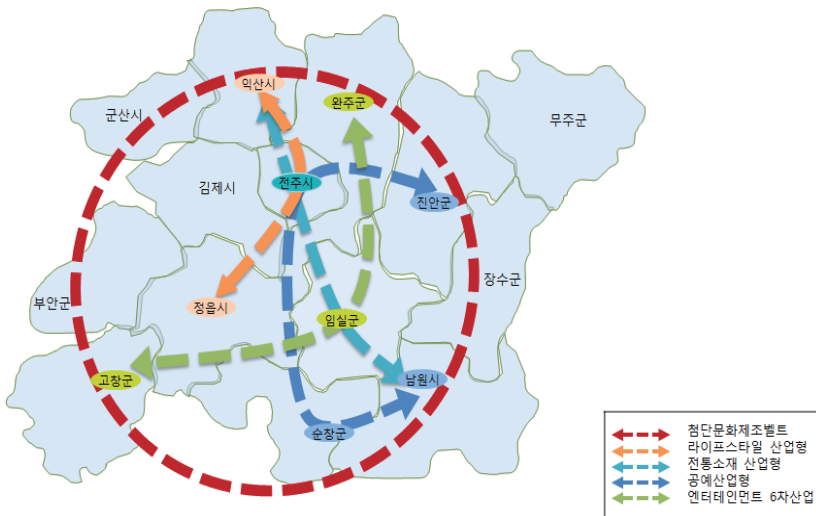 익산시
완주군
군산시
무주군
김제시
전주시
진안군
장수군
부안군
정읍시
임실군
고창군
남원시
순창군
첨단문화제조벨트
라이프스타일 산업형
전통소재 산업형
공예산업형
엔터테인먼트 6차산업